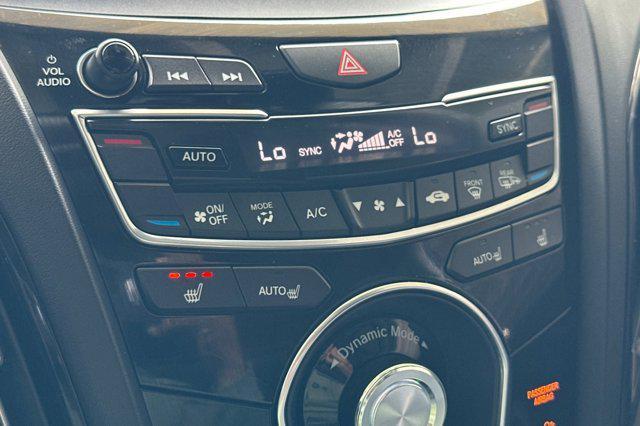 VOL
AUDIO
AUTO
Lo SYNC A/C OFF Lo
SYNC
ON/OFF
MODE
A/C
FRONT
REAR
AUTO
AUTO
Dynamic Mode
PASSENGER
AIRBAG